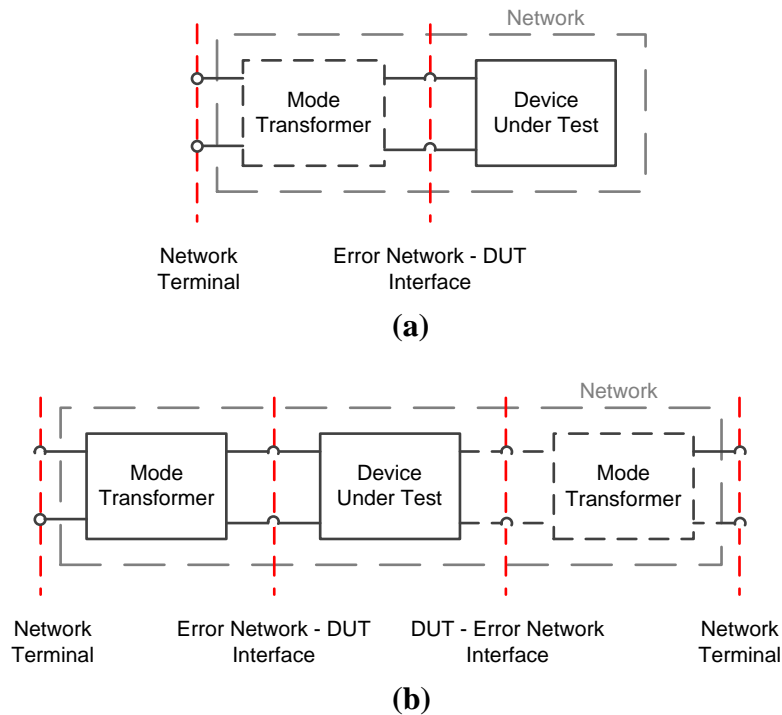 Network
Mode
Transformer
Device
Under Test
Network
Terminal
Error Network - DUT
Interface
(a)
Network
Mode
Transformer
Device
Under Test
Mode
Transformer
Network
Terminal
Error Network - DUT
Interface
DUT - Error Network
Interface
Network
Terminal
(b)